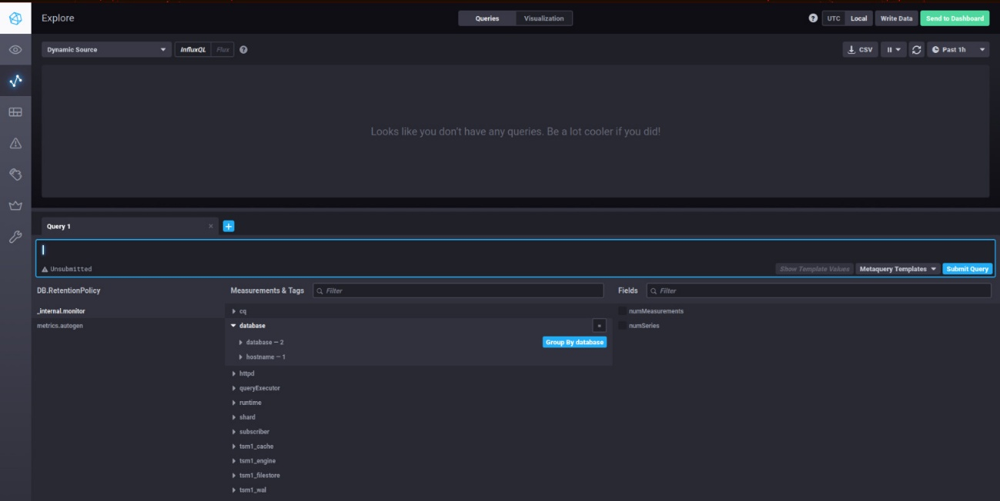 Explore
Queries Visualization
UTC Local Write Data Send to Dashboard
Dynamic Source InfluxQL Flux
CSV Past 1h
Looks like you don't have any queries. Be a lot cooler if you did!
Query 1
Unsubmitted
Show Template Values Metaquery Templates Submit Query
DB.RetentionPolicy Measurements & Tags Filter Fields Filter
_internal.monitor cq numMeasurements
metrics.autogen database numSeries
database — 2 Group By database
hostname — 1
httpd
queryExecutor
runtime
shard
subscriber
tsm1_cache
tsm1_engine
tsm1_filestore
tsm1_wal